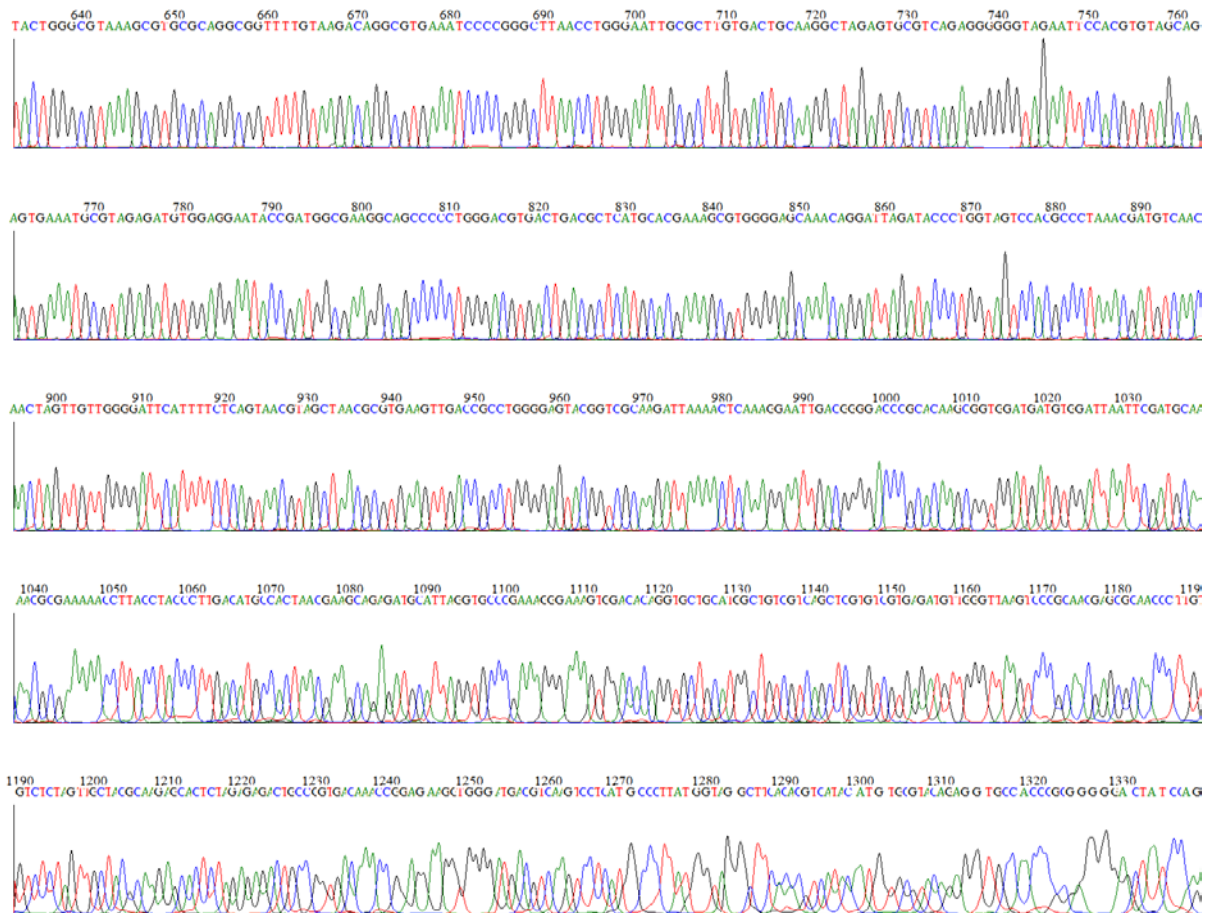 640 650 660 670 680 690 700 710 720 730 740 750 760
TACTGGGCGTAAAGCGTGCGCAGGCGGTTTTGTAAGACAGGCGTGAAATCCCCGGGCTTAACCTGGGAATTGCGCTTGTGACTGCAAGGCTAGAGTGCGTCAGAGGGGGGTAGAATTCCACGTGTAGCAG
770 780 790 800 810 820 830 840 850 860 870 880 890
AGTGAAATGCGTAGAGATGTGGAGGAATACCGATGGCGAAGGCAGCCCCCTGGGACGTGACTGACGCTCATGCACGAAAGCGTGGGGAGCAAACAGGATTAGATACCCTGGTAGTCCACGCCCTAAACGATGTCAAC
900 910 920 930 940 950 960 970 980 990 1000 1010 1020 1030
AACTAGTTGTTGGGGATTCATTTTCTCAGTAACGTAGCTAACGCGTGAAGTTGACCGCCTGGGGAGTACGGTCGCAAGATTAAAACTCAAACGAATTGACCGGGACCCGCACAAGCGGTCGATGATGTCGATTAATTCGATGCAA
1040 1050 1060 1070 1080 1090 1100 1110 1120 1130 1140 1150 1160 1170 1180 1190
AACGCGAAAAACCTTACCTACCCTTGACATGCCACTAACGAAGCAGAGATGCATTAGGTGCCCGAAACCGAAAGTCGACACAGGTGCTGCATCGCTGTCGTCAGCTCGTGTCGTGAGATGTTGGGTTAAGTCCCGCAACGAGCGCAACCCTTGT
1190 1200 1210 1220 1230 1240 1250 1260 1270 1280 1290 1300 1310 1320 1330